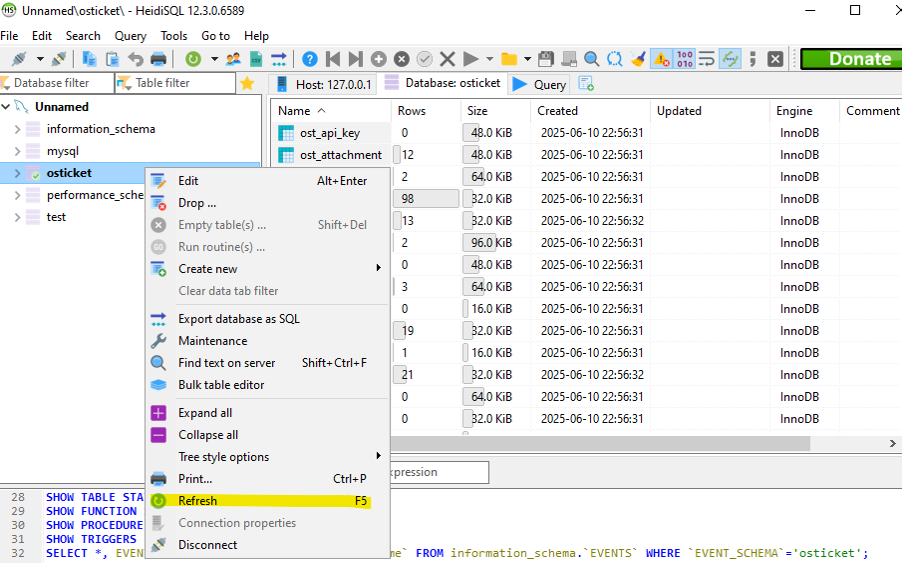 Unnamed\osticket\ - HeidiSQL 12.3.0.6589
File Edit Search Query Tools Go to Help
Donate
Database filter Table filter Host: 127.0.0.1 Database: osticket Query
Unnamed
information_schema
mysql
osticket
performance_sche
test
Name Rows Size Created Updated Engine Comment
ost_api_key 0 48.0 KiB 2025-06-10 22:56:31 InnoDB
ost_attachment 12 48.0 KiB 2025-06-10 22:56:31 InnoDB
2 64.0 KiB 2025-06-10 22:56:31 InnoDB
98 32.0 KiB 2025-06-10 22:56:31 InnoDB
13 32.0 KiB 2025-06-10 22:56:32 InnoDB
2 96.0 KiB 2025-06-10 22:56:31 InnoDB
0 48.0 KiB 2025-06-10 22:56:31 InnoDB
3 64.0 KiB 2025-06-10 22:56:31 InnoDB
0 16.0 KiB 2025-06-10 22:56:31 InnoDB
19 32.0 KiB 2025-06-10 22:56:31 InnoDB
1 16.0 KiB 2025-06-10 22:56:31 InnoDB
21 32.0 KiB 2025-06-10 22:56:32 InnoDB
0 64.0 KiB 2025-06-10 22:56:31 InnoDB
0 32.0 KiB 2025-06-10 22:56:31 InnoDB
Edit Alt+Enter
Drop ...
Empty table(s) ... Shift+Del
Run routine(s) ...
Create new
Clear data tab filter
Export database as SQL
Maintenance
Find text on server Shift+Ctrl+F
Bulk table editor
Expand all
Collapse all
Tree style options
Print... Ctrl+P
Refresh F5
Connection properties
Disconnect
xpression
28 SHOW TABLE STA
29 SHOW FUNCTION
30 SHOW PROCEDURE
31 SHOW TRIGGERS
32 SELECT *, EVEN me` FROM information_schema.`EVENTS` WHERE `EVENT_SCHEMA`='osticket';